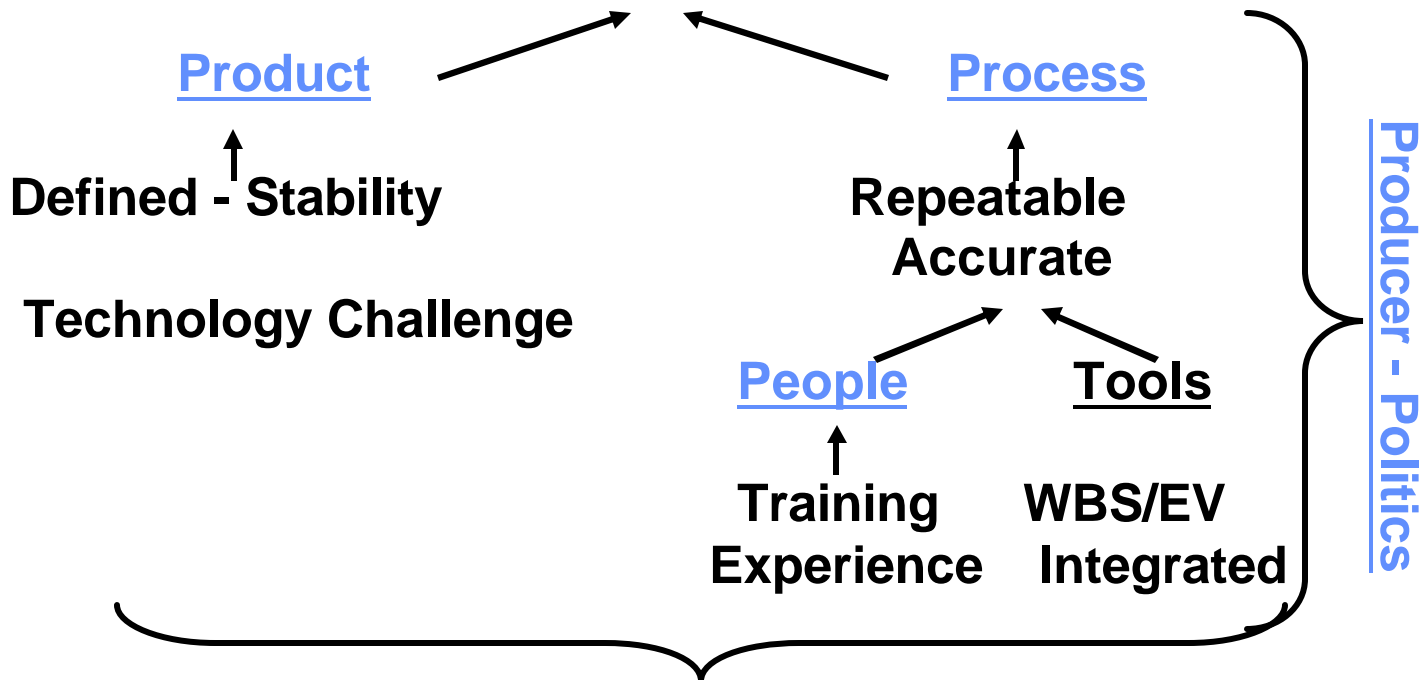 Product
Process
Defined - Stability
Repeatable
Accurate
Technology Challenge
People
Tools
Training
Experience
WBS/EV
Integrated
Producer - Politics